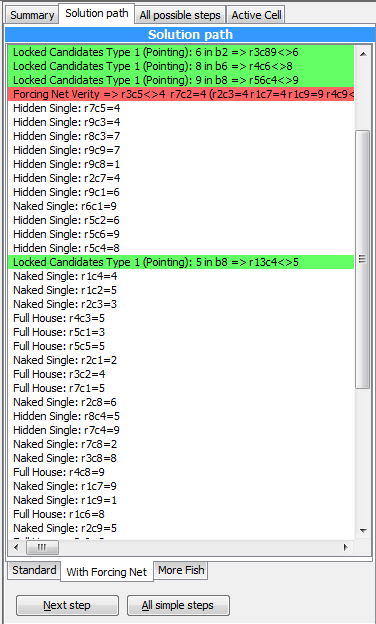 Summary Solution path All possible steps Active Cell
Solution path
Locked Candidates Type 1 (Pointing): 6 in b2 => r3c89<>6
Locked Candidates Type 1 (Pointing): 8 in b6 => r4c6<>8
Locked Candidates Type 1 (Pointing): 9 in b8 => r56c4<>9
Forcing Net Verity => r3c5<>4 r7c2=4 (r2c3=4 r1c7=4 r1c9=9 r4c9<
Hidden Single: r7c5=4
Hidden Single: r9c3=4
Hidden Single: r8c3=7
Hidden Single: r9c9=7
Hidden Single: r9c8=1
Hidden Single: r2c7=4
Hidden Single: r9c1=6
Naked Single: r6c1=9
Hidden Single: r5c2=6
Hidden Single: r5c6=9
Hidden Single: r5c4=8
Locked Candidates Type 1 (Pointing): 5 in b8 => r13c4<>5
Naked Single: r1c4=4
Naked Single: r1c2=5
Naked Single: r2c3=3
Full House: r4c3=5
Full House: r5c1=3
Full House: r5c5=5
Naked Single: r2c1=2
Full House: r3c2=4
Full House: r7c1=5
Naked Single: r2c8=6
Hidden Single: r8c4=5
Hidden Single: r7c4=9
Naked Single: r7c8=2
Naked Single: r3c8=8
Full House: r4c8=9
Naked Single: r1c7=9
Naked Single: r1c9=1
Full House: r1c6=8
Naked Single: r2c9=5
Standard With Forcing Net More Fish
Next step All simple steps